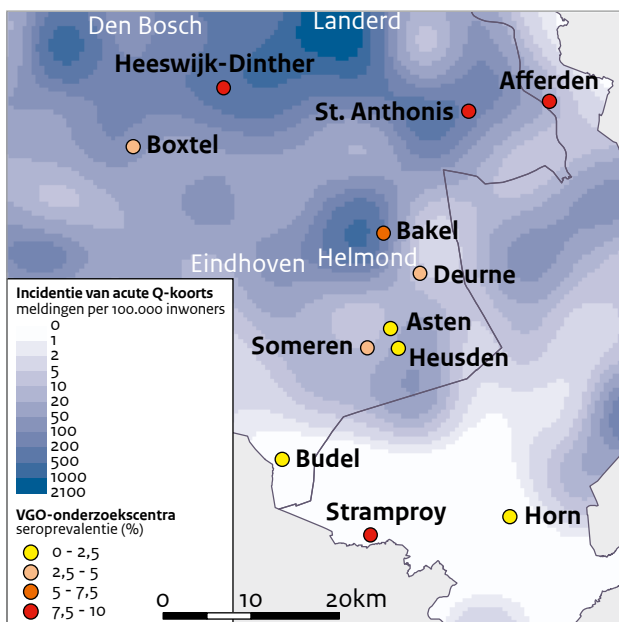 Den Bosch
Landerd
Heeswijk-Dinther
Afferden
St. Anthonis
Boxtel
Bakel
Eindhoven
Helmond
Deurne
Asten
Someren
Heusden
Budel
Stramproy
Horn
Incidentie van acute Q-koorts
meldingen per 100.000 inwoners
0
1
2
5
10
20
50
100
200
500
1000
2100
VGO-onderzoekscentra
seroprevalentie (%)
0 - 2,5
2,5 - 5
5 - 7,5
7,5 - 10
0 10 20km